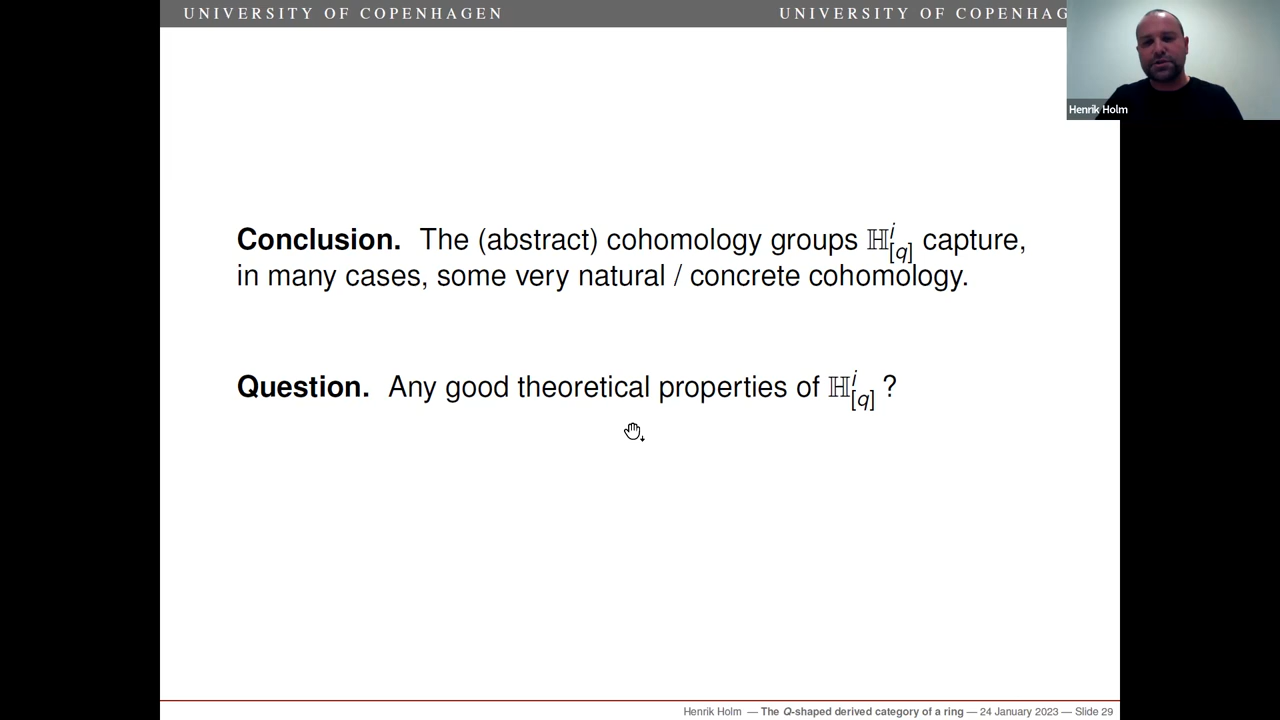 UNIVERSITY OF COPENHAGEN
UNIVERSITY OF COPENHAG
Henrik Holm
Conclusion. The (abstract) cohomology groups ℍ^i_[q] capture,
in many cases, some very natural / concrete cohomology.
Question. Any good theoretical properties of ℍ^i_[q] ?
Henrik Holm — The Q-shaped derived category of a ring — 24 January 2023 — Slide 29